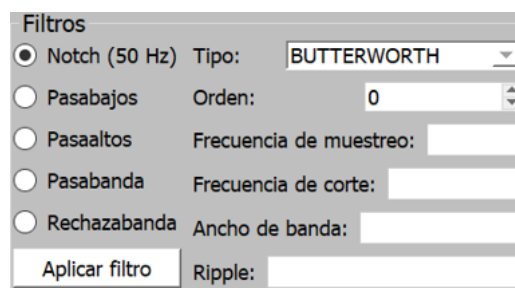 Filtros
Notch (50 Hz) Tipo: BUTTERWORTH
Pasabajos Orden: 0
Pasaaltos Frecuencia de muestreo:
Pasabanda Frecuencia de corte:
Rechazabanda Ancho de banda:
Aplicar filtro Ripple: